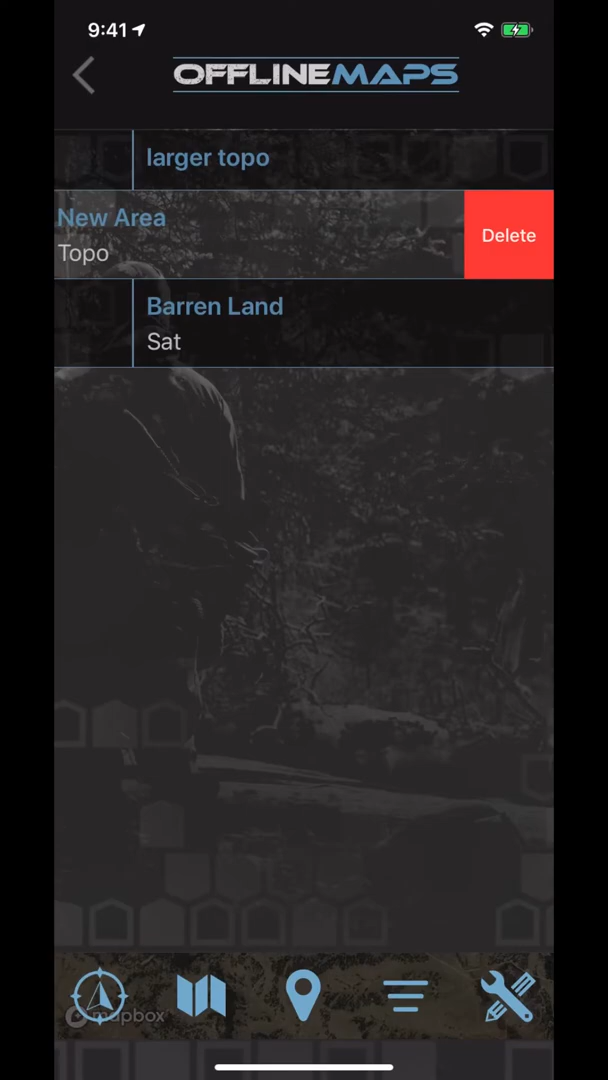 9:41
OFFLINEMAPS
larger topo
New Area
Topo
Delete
Barren Land
Sat
mapbox